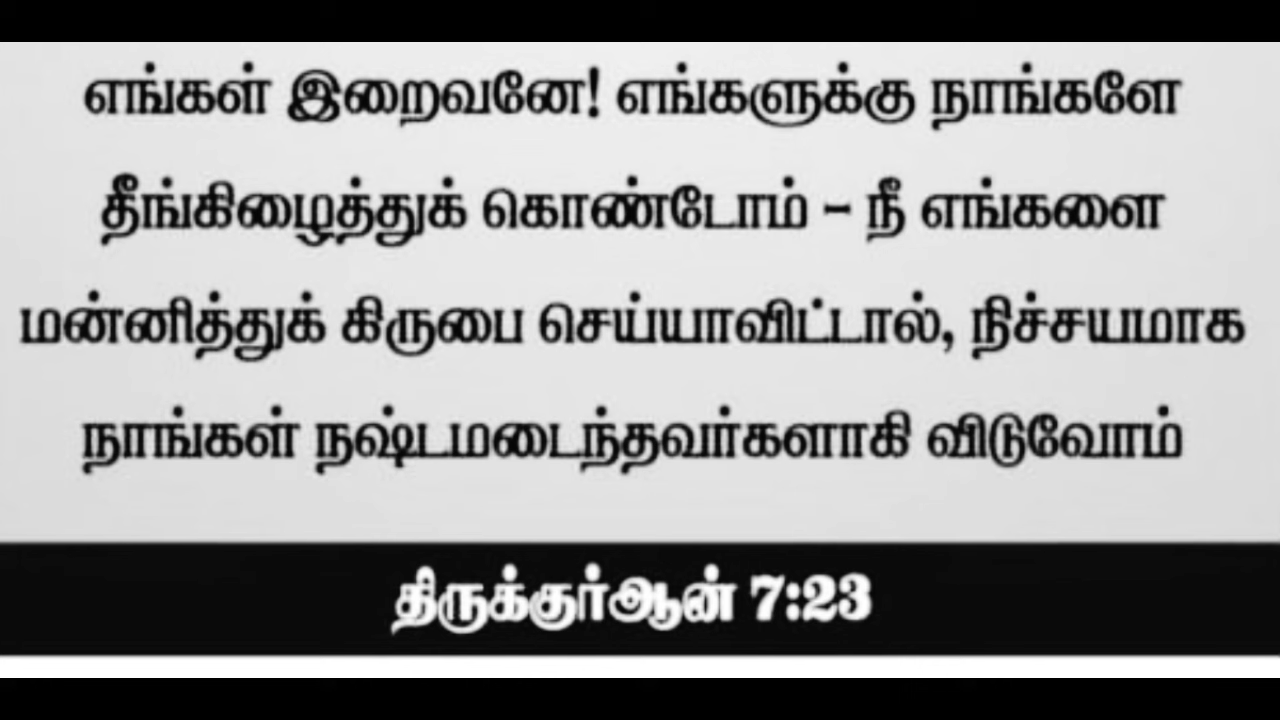 எங்கள் இறைவனே! எங்களுக்கு நாங்களே
தீங்கிழைத்துக் கொண்டோம் – நீ எங்களை
மன்னித்துக் கிருபை செய்யாவிட்டால், நிச்சயமாக
நாங்கள் நஷ்டமடைந்தவர்களாகி விடுவோம்
திருக்குர்ஆன் 7:23